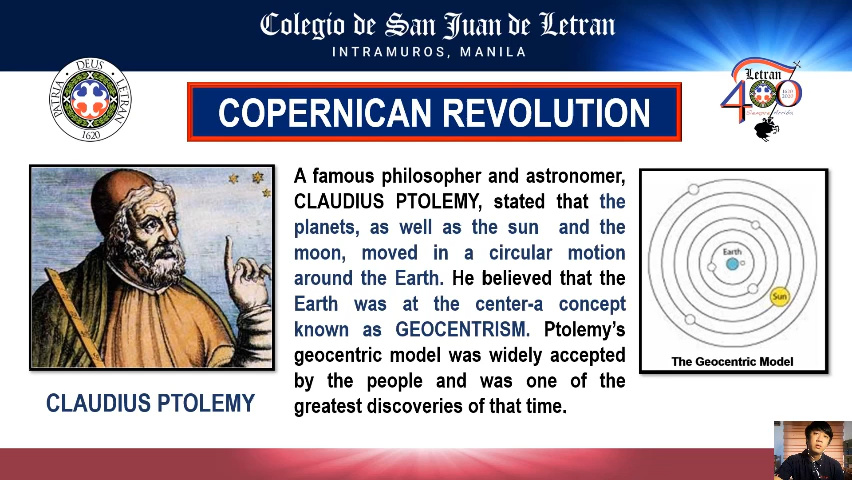 Colegio de San Juan de Letran
INTRAMUROS, MANILA
DEUS
PATRIA
LETRAN
1620
Letran
400
COPERNICAN REVOLUTION
A famous philosopher and astronomer,
CLAUDIUS PTOLEMY, stated that the
planets, as well as the sun and the
moon, moved in a circular motion
around the Earth. He believed that the
Earth was at the center-a concept
known as GEOCENTRISM. Ptolemy's
geocentric model was widely accepted
by the people and was one of the
greatest discoveries of that time.
CLAUDIUS PTOLEMY
Earth
Sun
The Geocentric Model